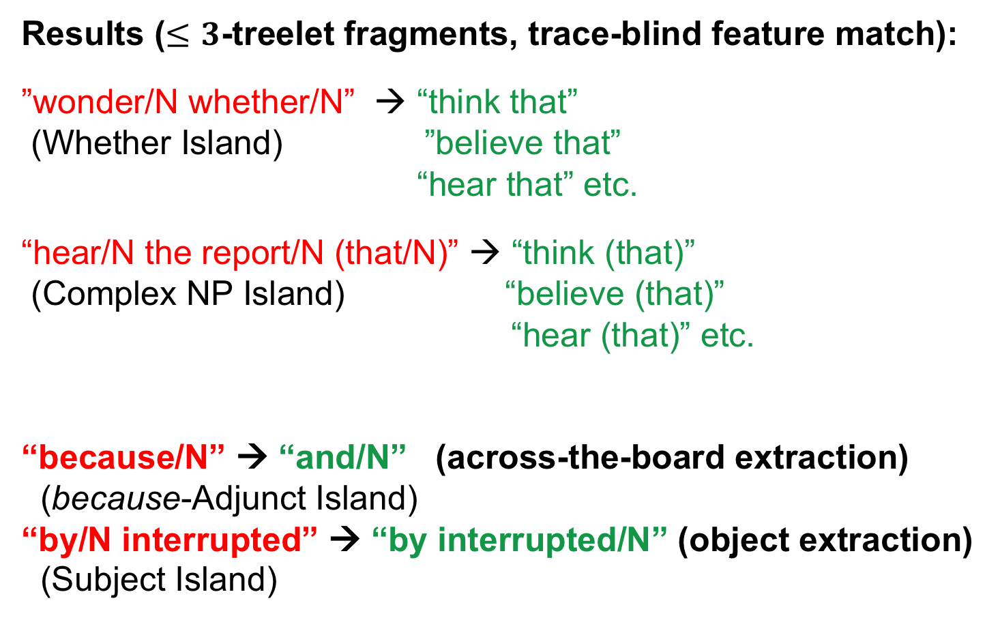 Results (≤ 3-treelet fragments, trace-blind feature match):
”wonder/N whether/N” → “think that”
(Whether Island) ”believe that”
“hear that” etc.
“hear/N the report/N (that/N)” → “think (that)”
(Complex NP Island) “believe (that)”
“hear (that)” etc.
“because/N” → “and/N” (across-the-board extraction)
(because-Adjunct Island)
“by/N interrupted” → “by interrupted/N” (object extraction)
(Subject Island)